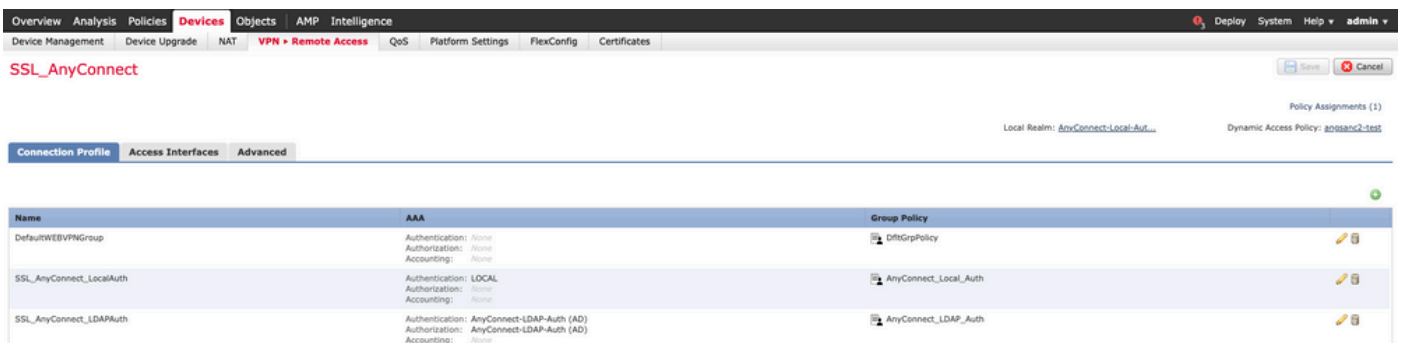 Overview Analysis Policies Devices Objects AMP Intelligence Deploy System Help admin
Device Management Device Upgrade NAT VPN ▸ Remote Access QoS Platform Settings FlexConfig Certificates
SSL_AnyConnect Save Cancel
Policy Assignments (1)
Local Realm: AnyConnect-Local-Aut... Dynamic Access Policy: angsanc2-test
Connection Profile Access Interfaces Advanced
Name AAA Group Policy
DefaultWEBVPNGroup Authentication: None DfltGrpPolicy
Authorization: None
Accounting: None
SSL_AnyConnect_LocalAuth Authentication: LOCAL AnyConnect_Local_Auth
Authorization: None
Accounting: None
SSL_AnyConnect_LDAPAuth Authentication: AnyConnect-LDAP-Auth (AD) AnyConnect_LDAP_Auth
Authorization: AnyConnect-LDAP-Auth (AD)
Accounting: None